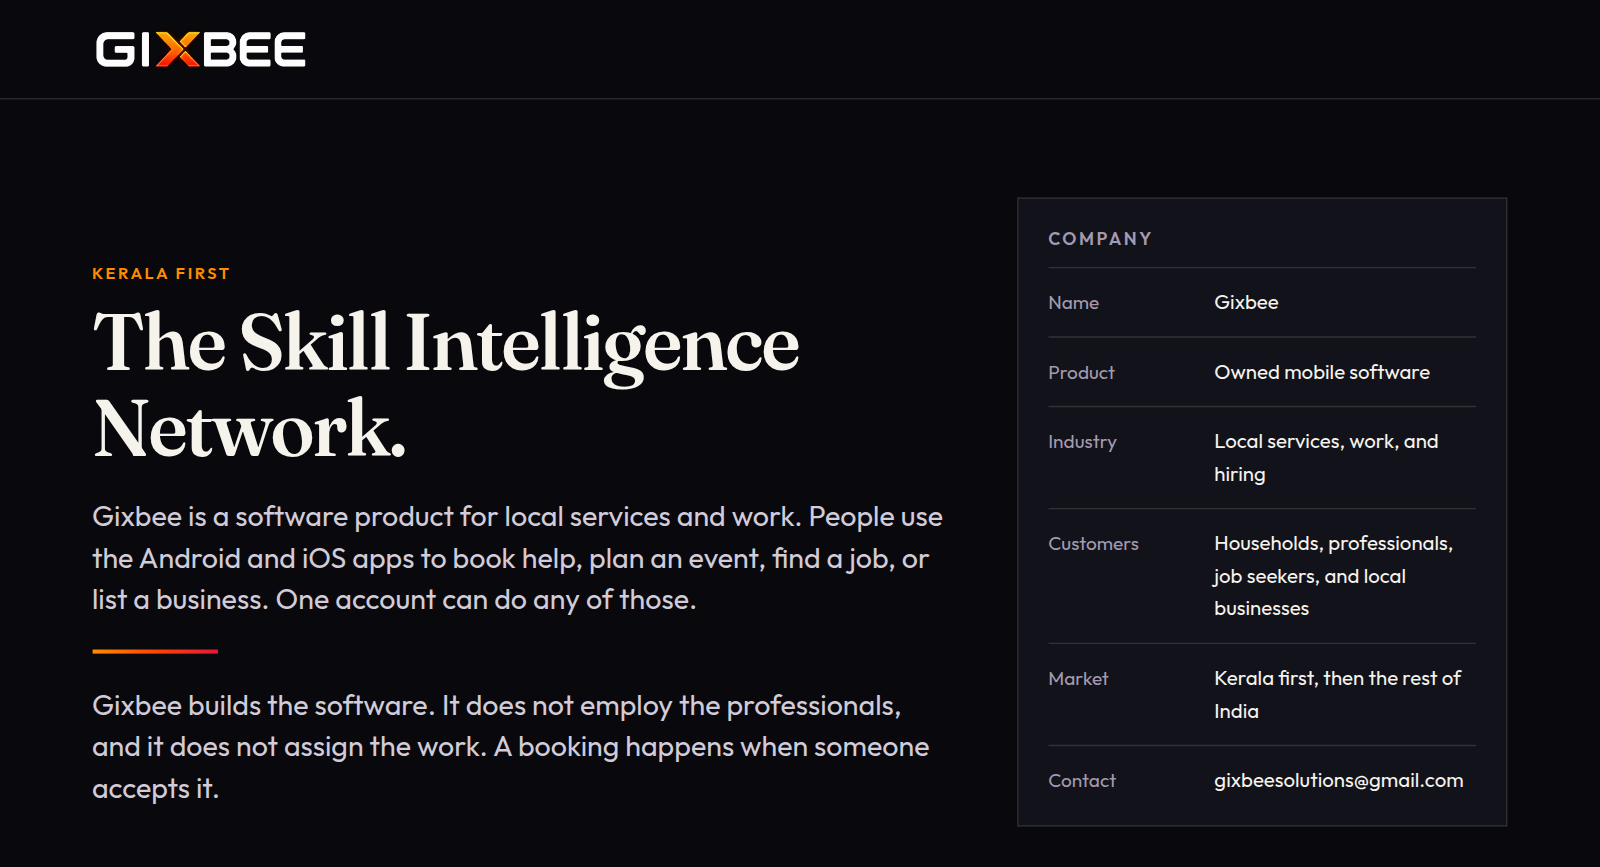 GIXBEE
KERALA FIRST
The Skill Intelligence
Network.
Gixbee is a software product for local services and work. People use
the Android and iOS apps to book help, plan an event, find a job, or
list a business. One account can do any of those.
Gixbee builds the software. It does not employ the professionals,
and it does not assign the work. A booking happens when someone
accepts it.
COMPANY
Name Gixbee
Product Owned mobile software
Industry Local services, work, and
hiring
Customers Households, professionals,
job seekers, and local
businesses
Market Kerala first, then the rest of
India
Contact gixbeesolutions@gmail.com